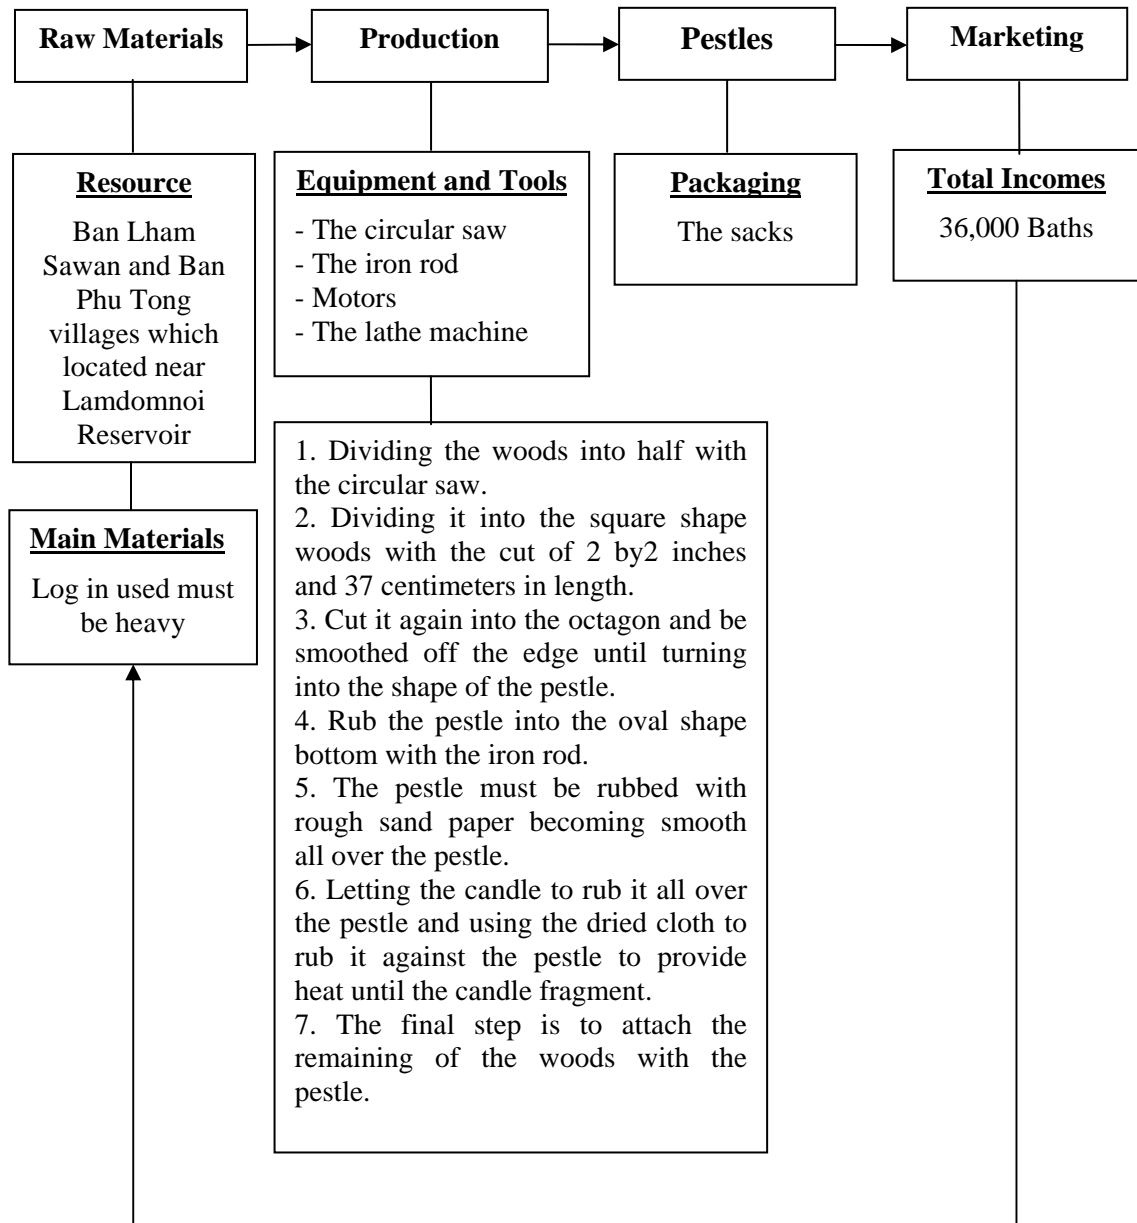 Raw Materials
Production
Pestles
Marketing
Resource
Ban Lham
Sawan and Ban
Phu Tong
villages which
located near
Lamdomnoi
Reservoir
Main Materials
Log in used must
be heavy
Equipment and Tools
- The circular saw
- The iron rod
- Motors
- The lathe machine
1. Dividing the woods into half with
the circular saw.
2. Dividing it into the square shape
woods with the cut of 2 by2 inches
and 37 centimeters in length.
3. Cut it again into the octagon and be
smoothed off the edge until turning
into the shape of the pestle.
4. Rub the pestle into the oval shape
bottom with the iron rod.
5. The pestle must be rubbed with
rough sand paper becoming smooth
all over the pestle.
6. Letting the candle to rub it all over
the pestle and using the dried cloth to
rub it against the pestle to provide
heat until the candle fragment.
7. The final step is to attach the
remaining of the woods with the
pestle.
Packaging
The sacks
Total Incomes
36,000 Baths